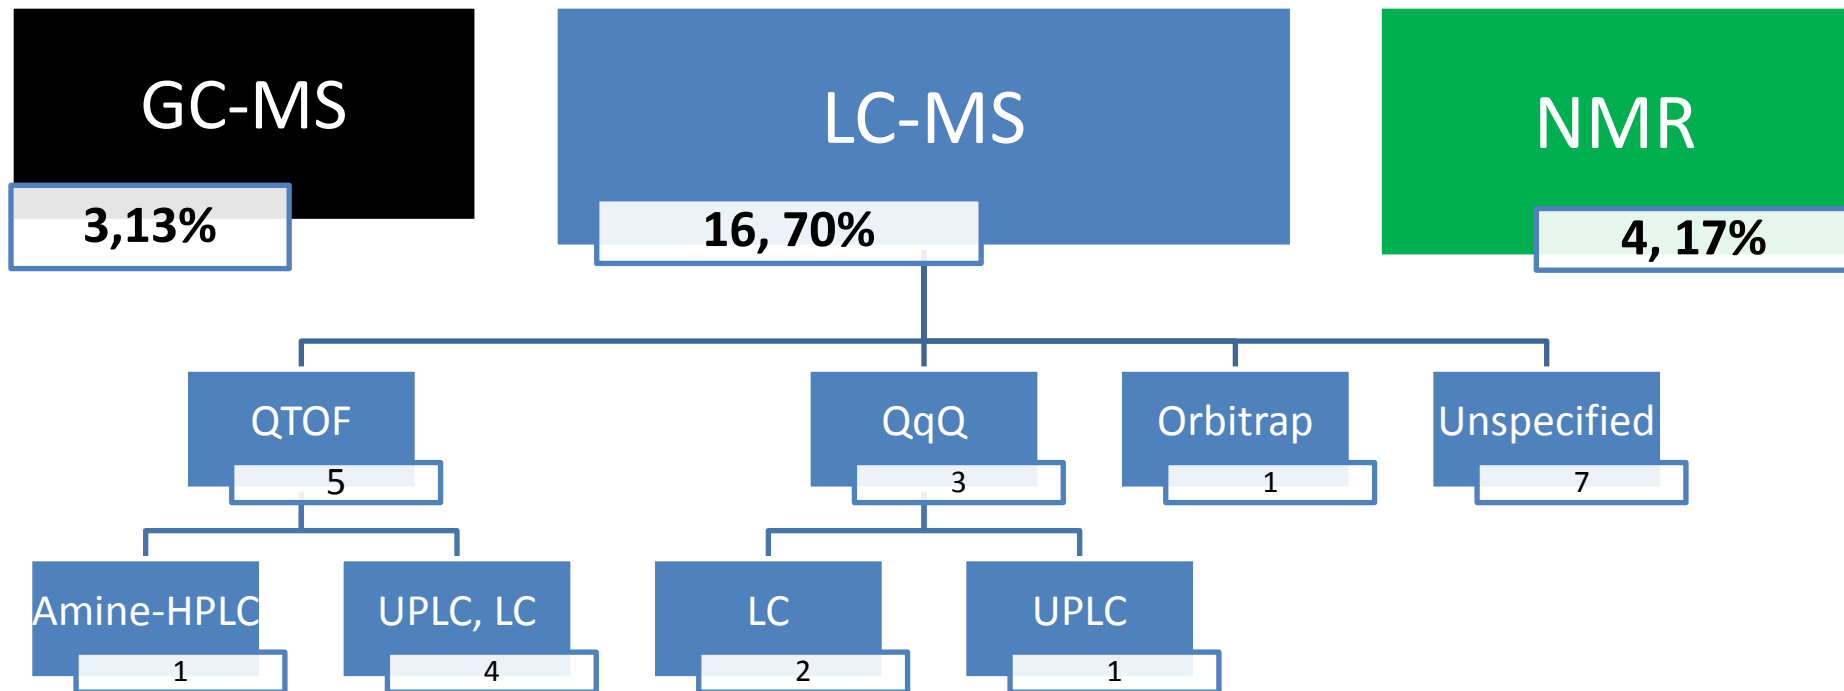 GC-MS
3,13%
LC-MS
16, 70%
NMR
4, 17%
QTOF
5
QqQ
3
Orbitrap
1
Unspecified
7
Amine-HPLC
1
UPLC, LC
4
LC
2
UPLC
1